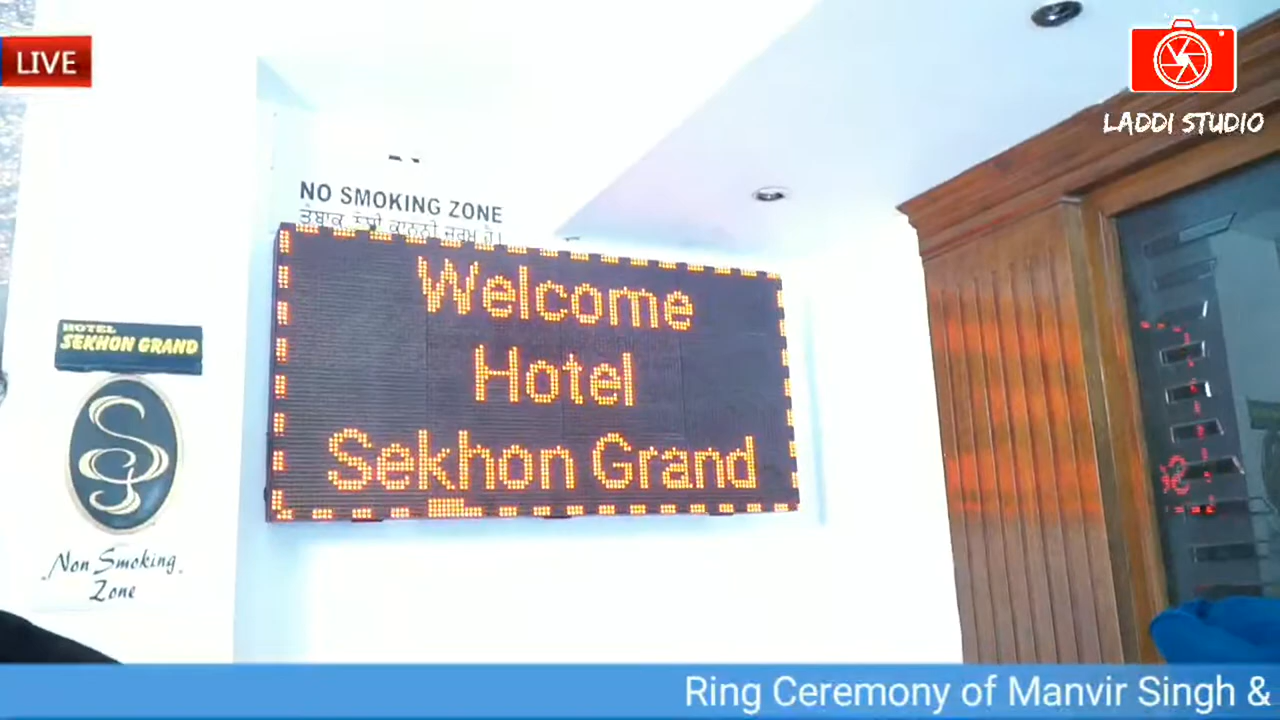 LIVE
LADDI STUDIO
NO SMOKING ZONE
Welcome
Hotel
Sekhon Grand
HOTEL
SEKHON GRAND
Non Smoking
Zone
Ring Ceremony of Manvir Singh &